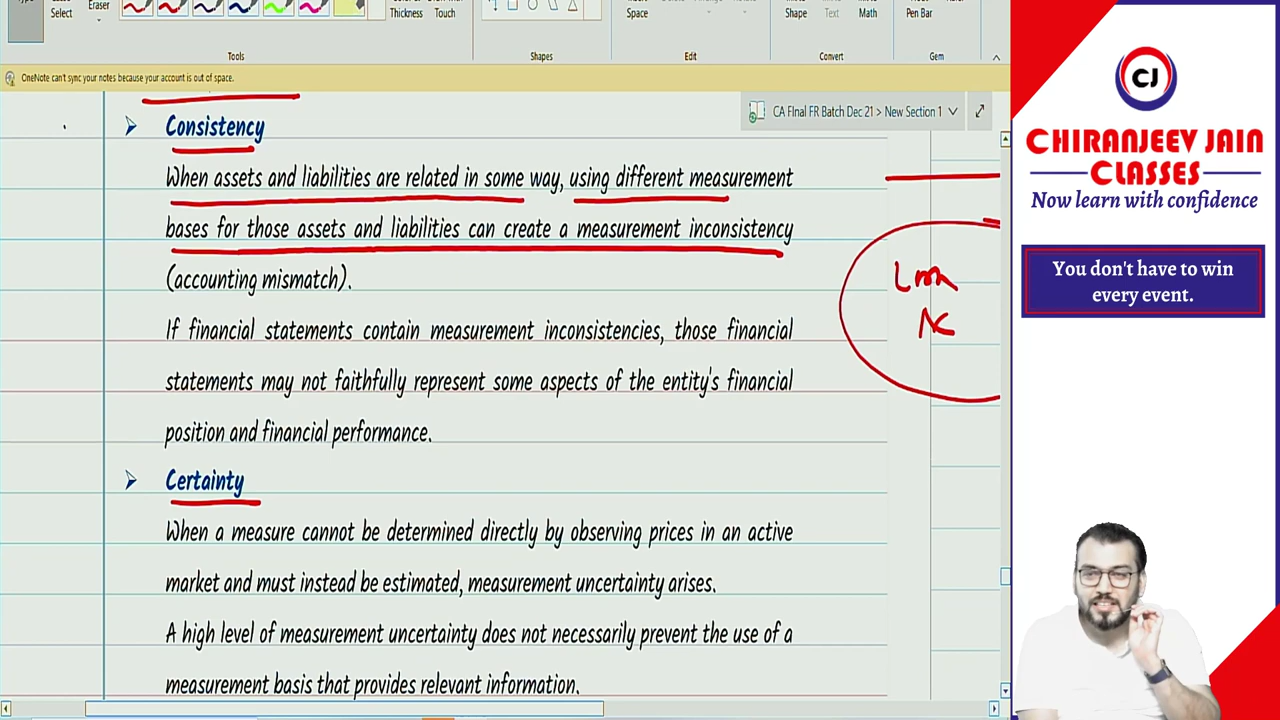 Select
Eraser
Thickness
Touch
Space
Shape
Text
Math
Pen Bar
Tools
Shapes
Edit
Convert
Gem
OneNote can't sync your notes because your account is out of space.
CA FInal FR Batch Dec 21 > New Section 1
Consistency
When assets and liabilities are related in some way, using different measurement
bases for those assets and liabilities can create a measurement inconsistency
(accounting mismatch).
If financial statements contain measurement inconsistencies, those financial
statements may not faithfully represent some aspects of the entity's financial
position and financial performance.
Certainty
When a measure cannot be determined directly by observing prices in an active
market and must instead be estimated, measurement uncertainty arises.
A high level of measurement uncertainty does not necessarily prevent the use of a
measurement basis that provides relevant information.
CJ
CHIRANJEEV JAIN
CLASSES
Now learn with confidence
You don't have to win
every event.